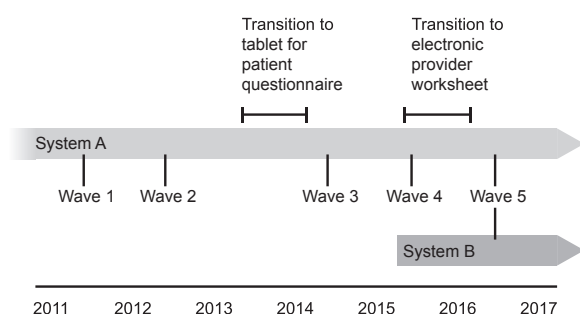 Transition to
tablet for
patient
questionnaire
Transition to
electronic
provider
worksheet
System A
Wave 1
Wave 2
Wave 3
Wave 4
Wave 5
System B
2011
2012
2013
2014
2015
2016
2017